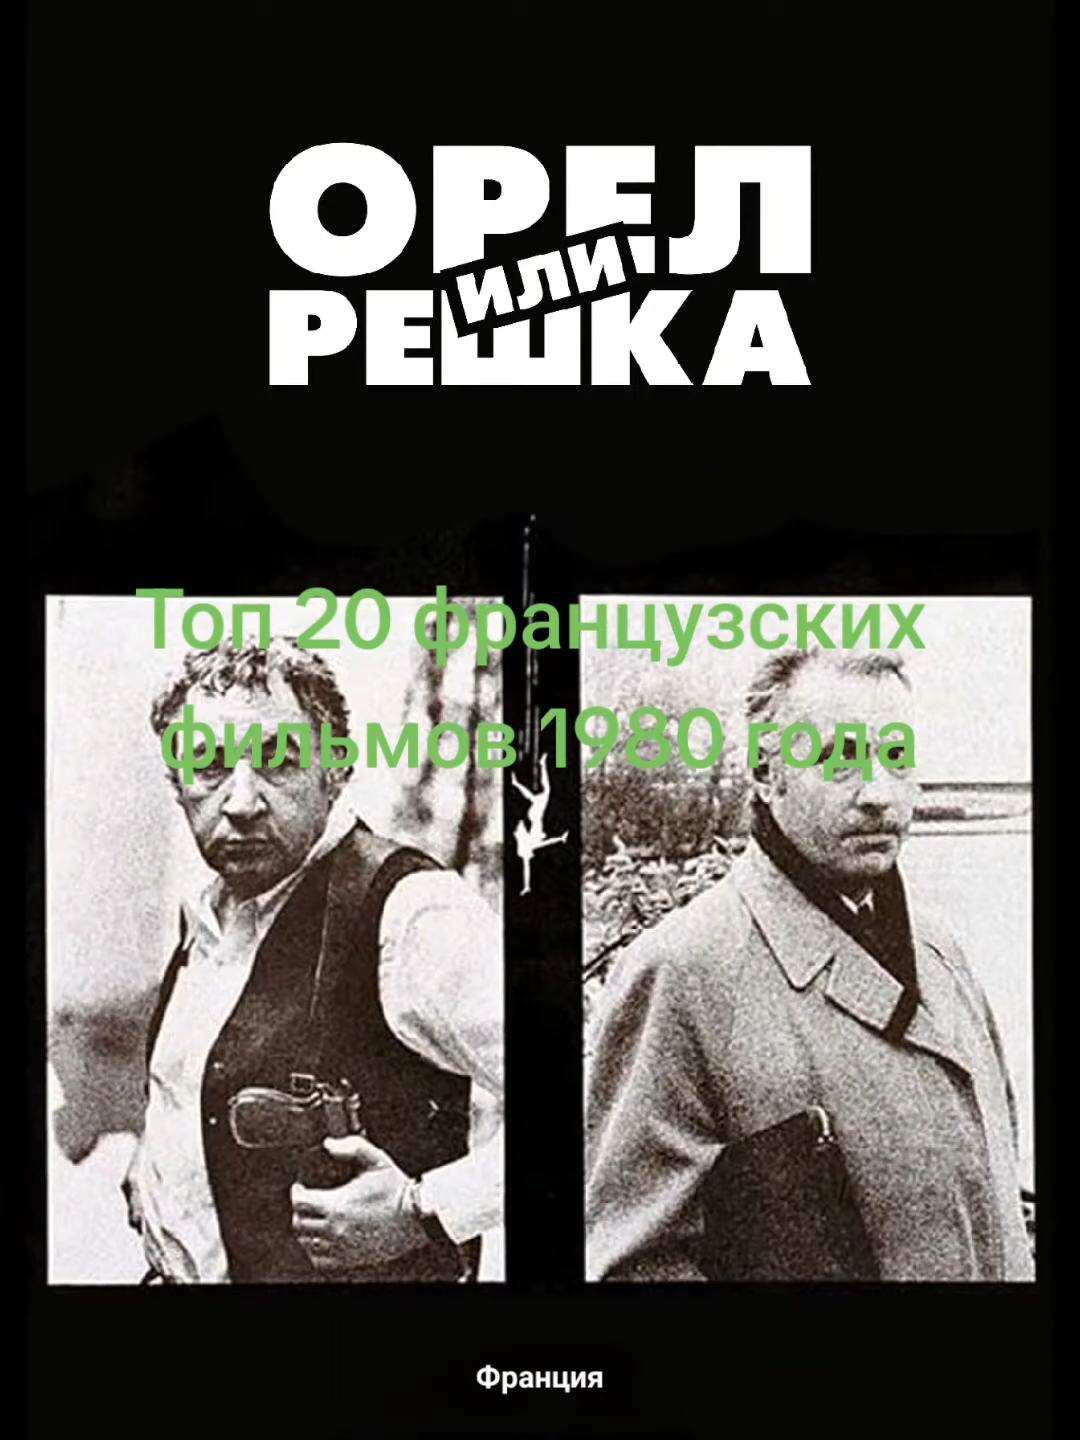 ОРЕЛ
или
РЕШКА
Топ 20 французских
фильмов 1980 года
Франция